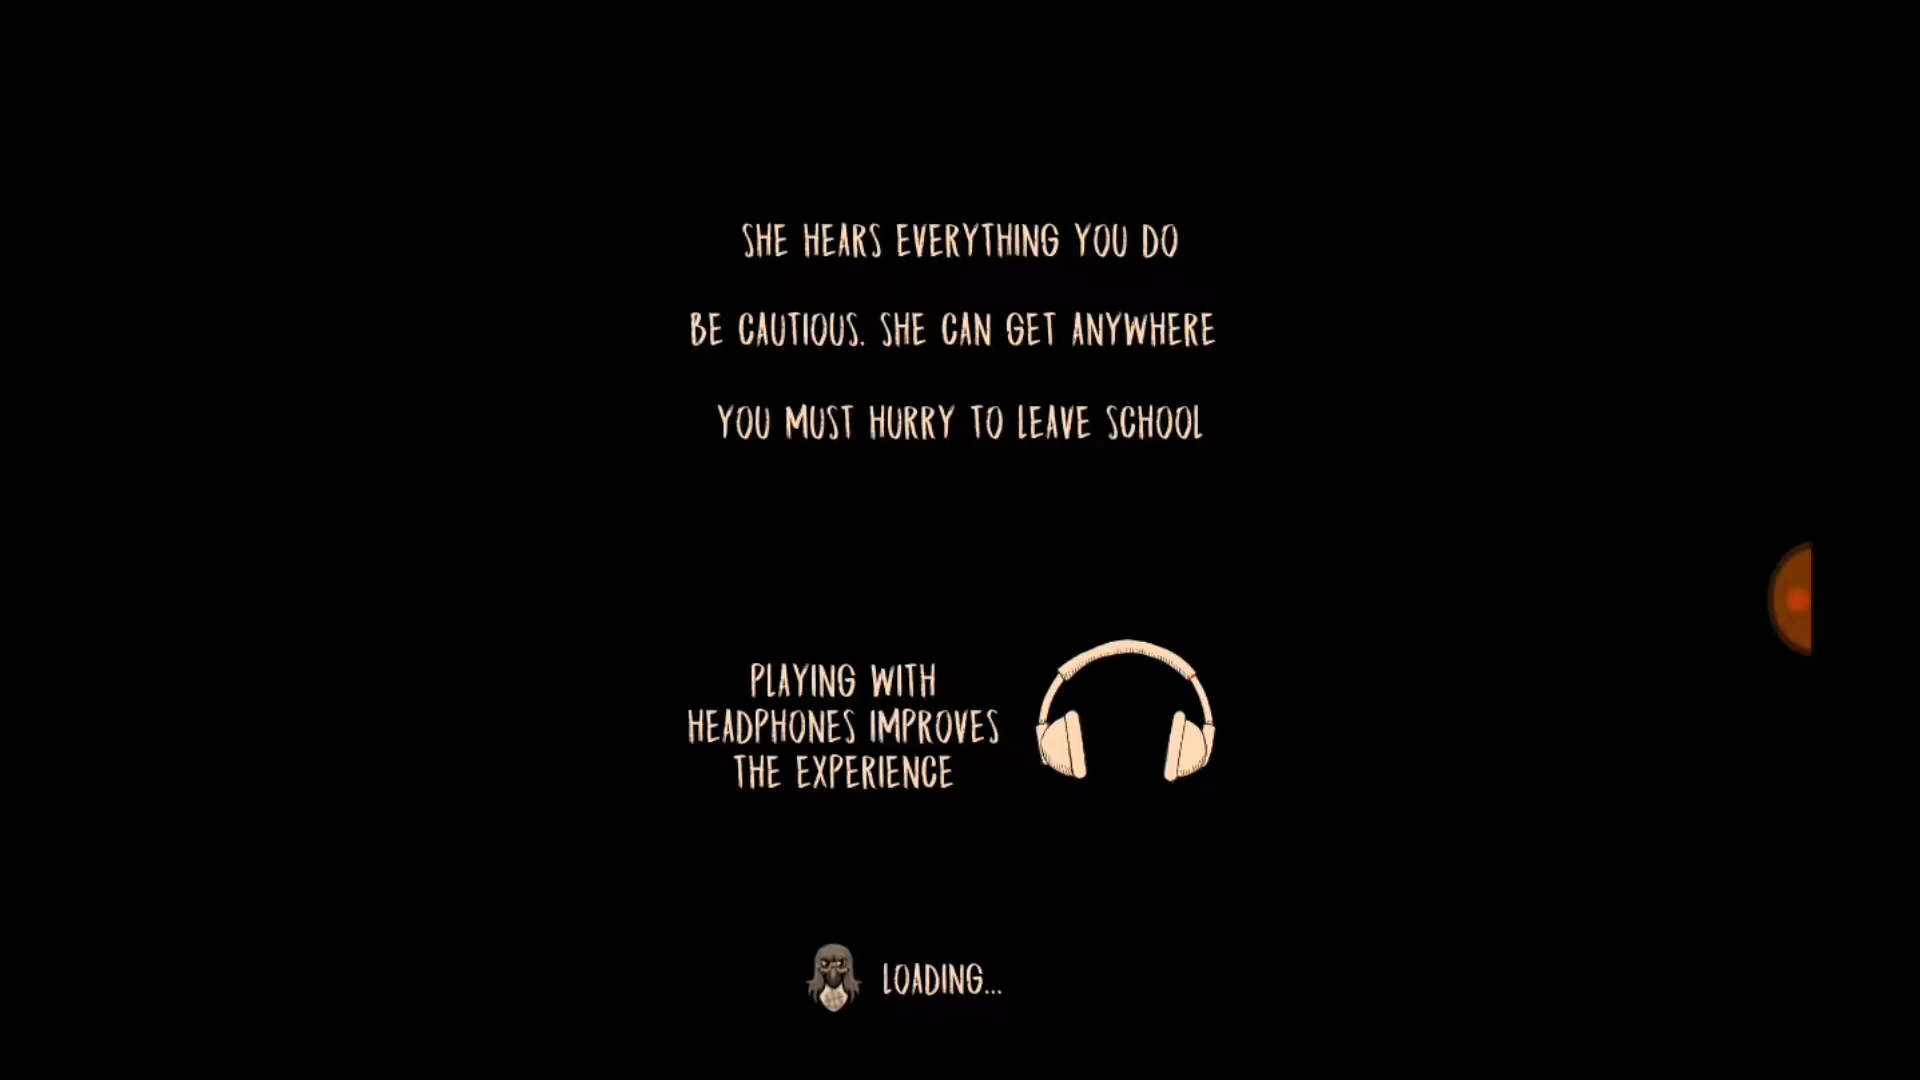 SHE HEARS EVERYTHING YOU DO
BE CAUTIOUS. SHE CAN GET ANYWHERE
YOU MUST HURRY TO LEAVE SCHOOL
PLAYING WITH
HEADPHONES IMPROVES
THE EXPERIENCE
LOADING...